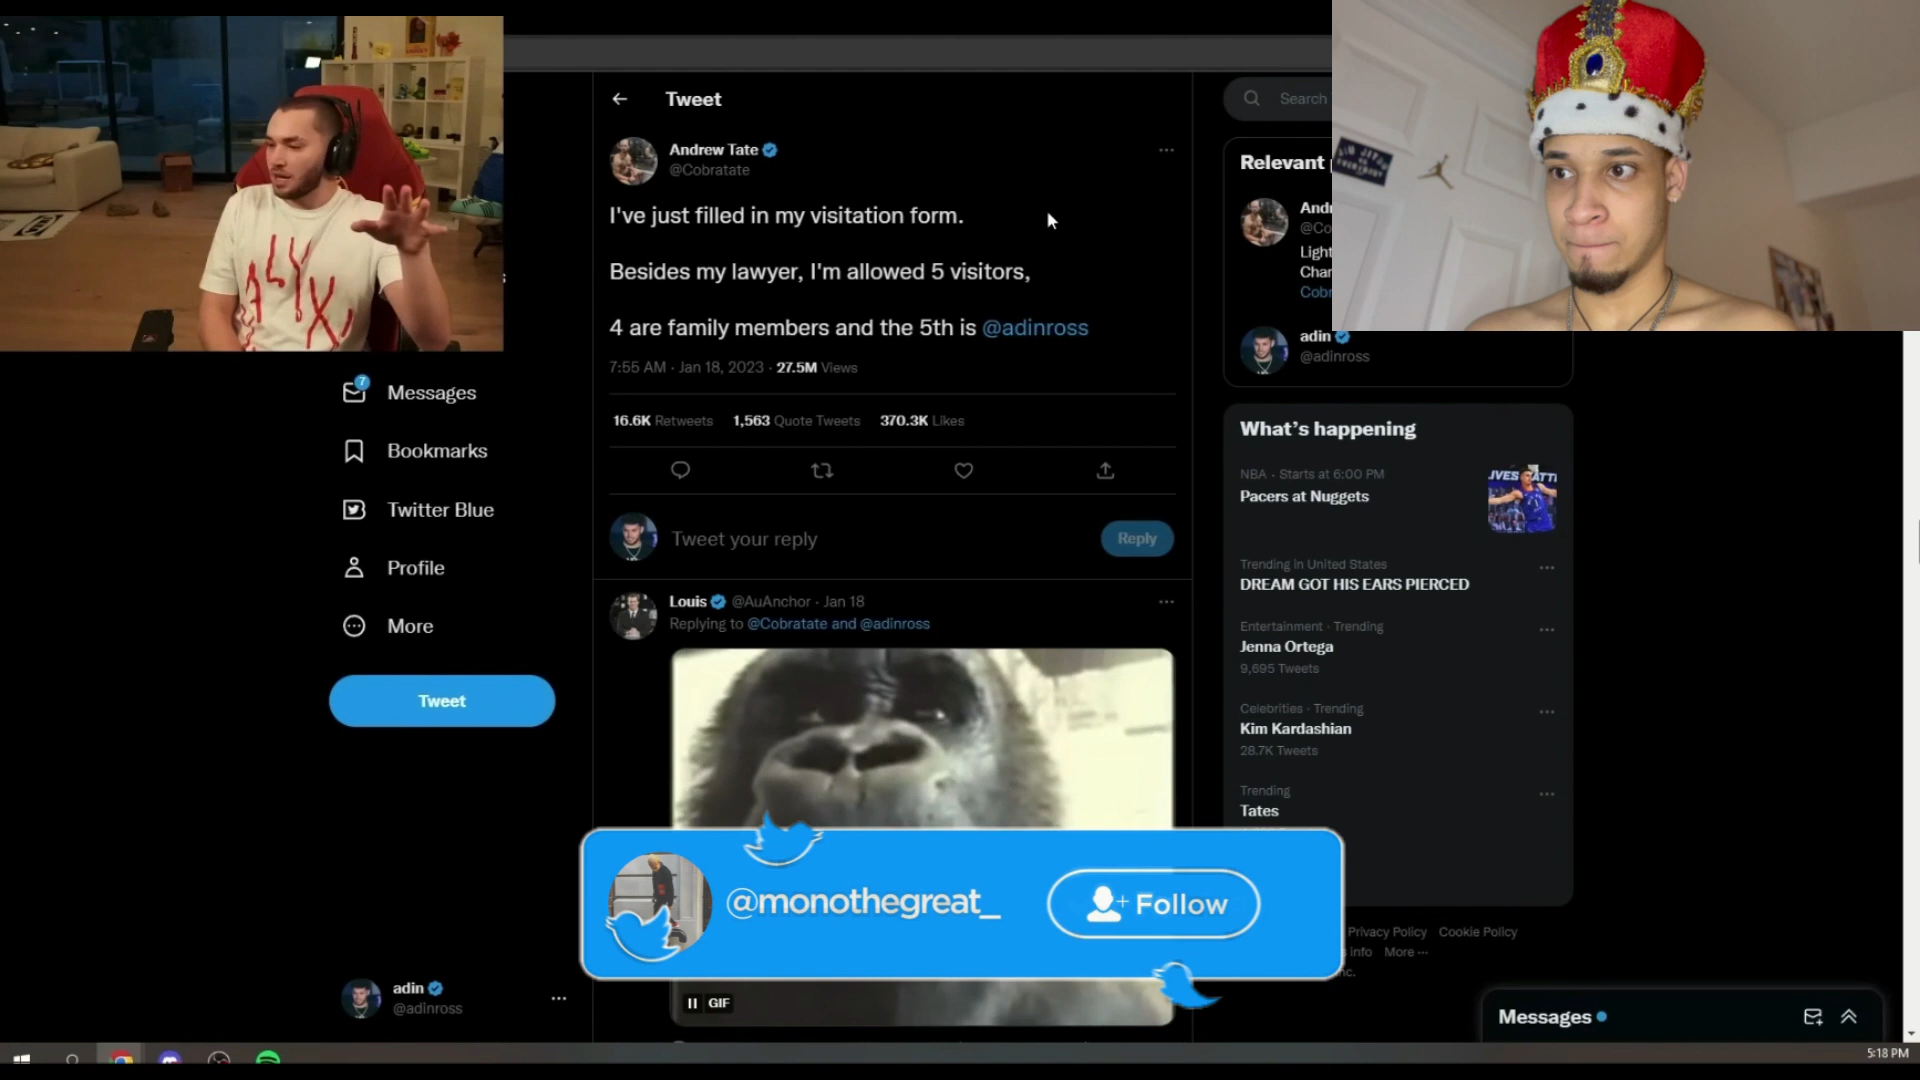 Tweet
Search
Andrew Tate
@Cobratate
I've just filled in my visitation form.
Besides my lawyer, I'm allowed 5 visitors,
4 are family members and the 5th is @adinross
7:55 AM · Jan 18, 2023 · 27.5M Views
16.6K Retweets 1,563 Quote Tweets 370.3K Likes
Tweet your reply
Reply
Louis @AuAnchor · Jan 18
Replying to @Cobratate and @adinross
GIF
Messages
7
Bookmarks
Twitter Blue
Profile
More
Tweet
adin
@adinross
Relevant
adin
@adinross
What's happening
NBA · Starts at 6:00 PM
Pacers at Nuggets
Trending in United States
DREAM GOT HIS EARS PIERCED
Entertainment · Trending
Jenna Ortega
9,695 Tweets
Celebrities · Trending
Kim Kardashian
28.7K Tweets
Trending
Tates
Privacy Policy Cookie Policy
info More ···
nc.
@monothegreat_
Follow
Messages
5:18 PM